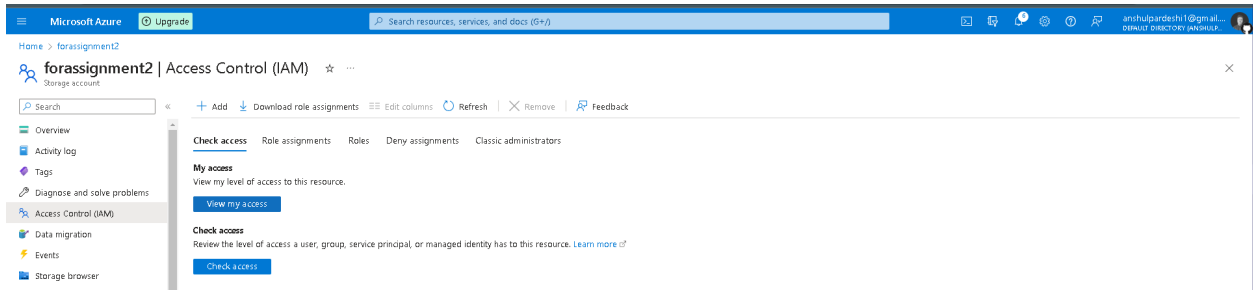 Microsoft Azure
Upgrade
Search resources, services, and docs (G+/)
6
anshulpardeshi1@gmail....
DEFAULT DIRECTORY (ANSHULP...
Home > forassignment2
forassignment2 | Access Control (IAM) ☆ ...
Storage account
Search
«
Add
Download role assignments
Edit columns
Refresh
Remove
Feedback
Overview
Activity log
Tags
Diagnose and solve problems
Access Control (IAM)
Data migration
Events
Storage browser
Check access
Role assignments
Roles
Deny assignments
Classic administrators
My access
View my level of access to this resource.
View my access
Check access
Review the level of access a user, group, service principal, or managed identity has to this resource. Learn more
Check access